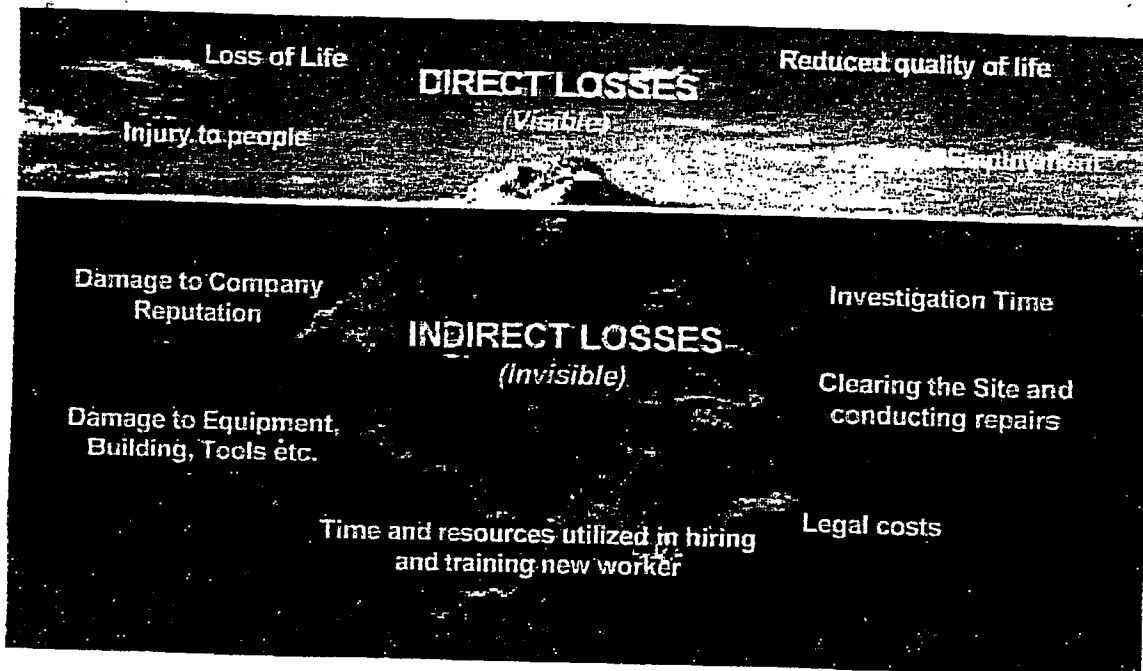 Loss of Life
DIRECT LOSSES
(Visible)
Reduced quality of life
Injury to people
Damage to Company
Reputation
INDIRECT LOSSES
(Invisible)
Investigation Time
Clearing the Site and
conducting repairs
Damage to Equipment,
Building, Tools etc.
Time and resources utilized in hiring
and training new worker
Legal costs